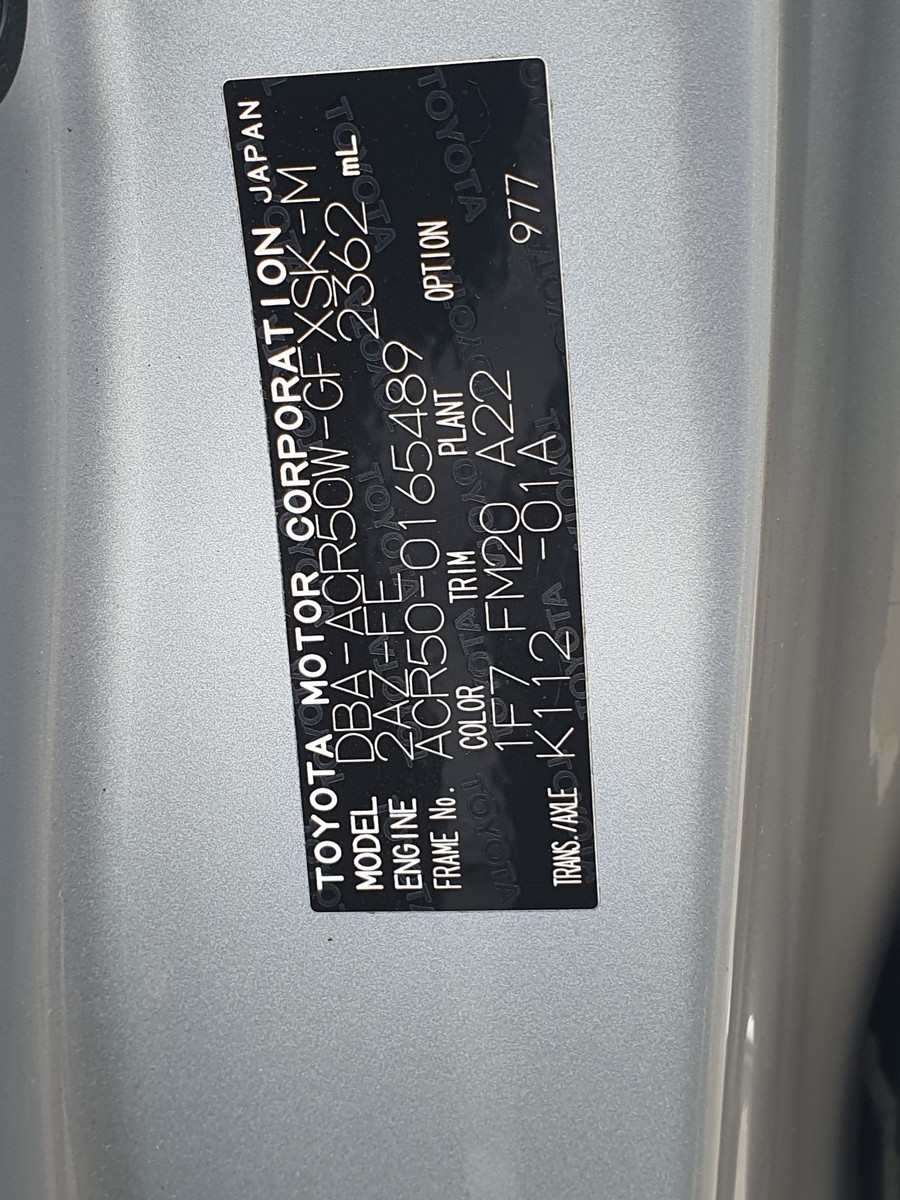 TOYOTA MOTOR CORPORATION JAPAN
MODEL DBA-ACR50W-GFXSK-M
ENGINE 2AZ-FE 2362 mL
FRAME No. ACR50-0165489
COLOR TRIM PLANT OPTION
1F7 FM20 A22 977
TRANS./AXLE K112 -01A